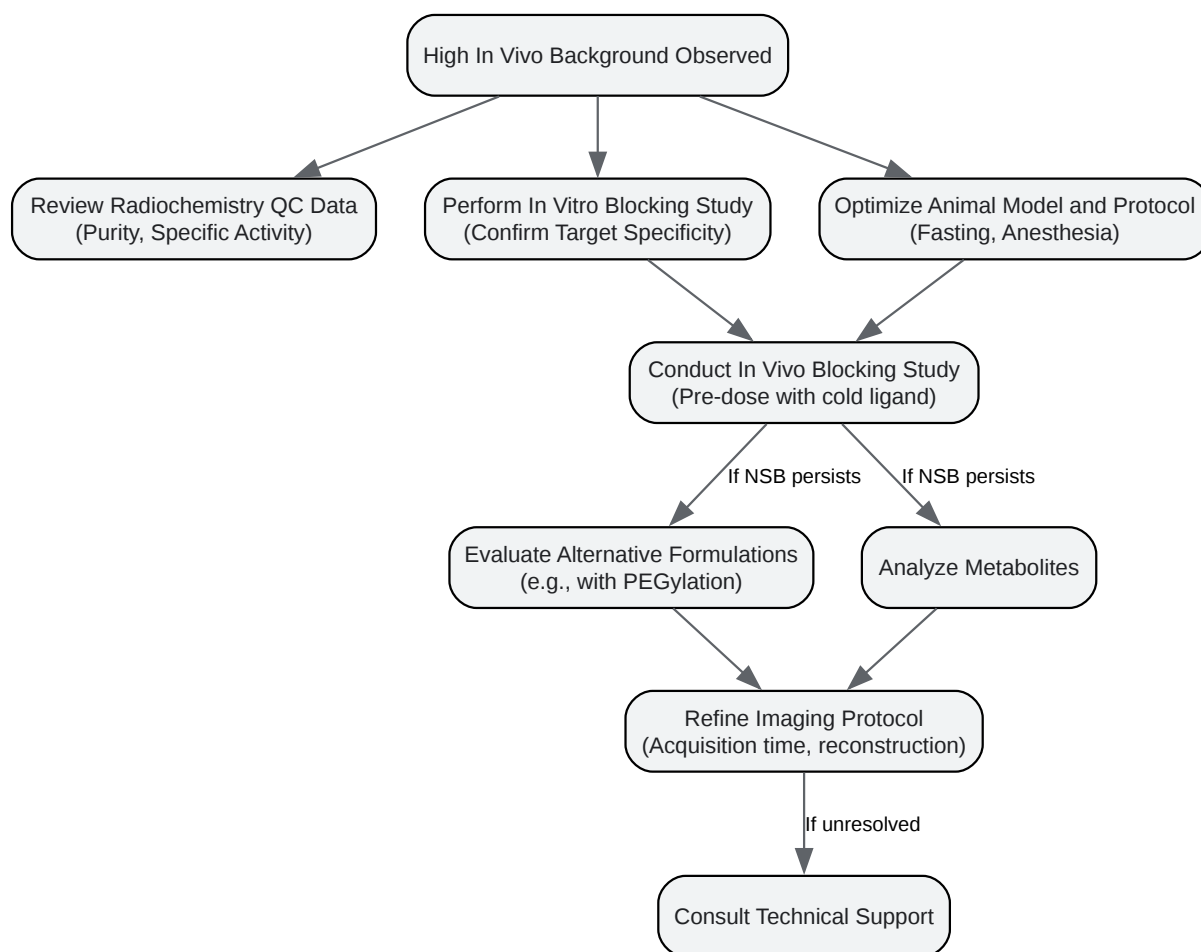 High In Vivo Background Observed
Review Radiochemistry QC Data
(Purity, Specific Activity)
Perform In Vitro Blocking Study
(Confirm Target Specificity)
Optimize Animal Model and Protocol
(Fasting, Anesthesia)
Conduct In Vivo Blocking Study
(Pre-dose with cold ligand)
If NSB persists
If NSB persists
Evaluate Alternative Formulations
(e.g., with PEGylation)
Analyze Metabolites
Refine Imaging Protocol
(Acquisition time, reconstruction)
If unresolved
Consult Technical Support